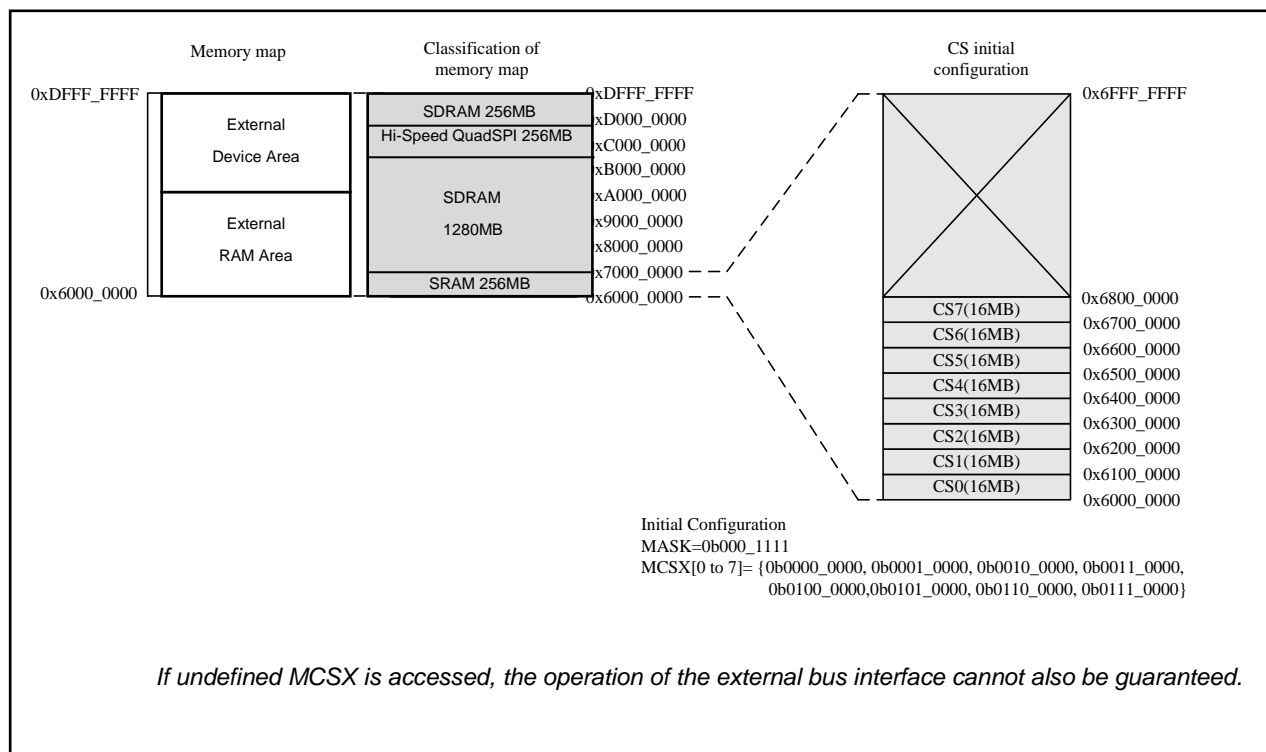 Memory map
Classification of
memory map
CS initial
configuration
0xDFFF_FFFF
0x6000_0000
External
Device Area
External
RAM Area
SDRAM 256MB
Hi-Speed QuadSPI 256MB
SDRAM
1280MB
SRAM 256MB
xDFFF_FFFF
xD000_0000
xC000_0000
xB000_0000
xA000_0000
x9000_0000
x8000_0000
x7000_0000
x6000_0000
0x6FFF_FFFF
0x6800_0000
CS7(16MB)
0x6700_0000
CS6(16MB)
0x6600_0000
CS5(16MB)
0x6500_0000
CS4(16MB)
0x6400_0000
CS3(16MB)
0x6300_0000
CS2(16MB)
0x6200_0000
CS1(16MB)
0x6100_0000
CS0(16MB)
0x6000_0000
Initial Configuration
MASK=0b000_1111
MCSX[0 to 7]= {0b0000_0000, 0b0001_0000, 0b0010_0000, 0b0011_0000,
0b0100_0000,0b0101_0000, 0b0110_0000, 0b0111_0000}
If undefined MCSX is accessed, the operation of the external bus interface cannot also be guaranteed.